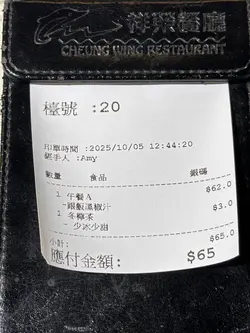 祥榮餐廳
CHEUNG WING RESTAURANT
檯號 :20
印單時間 :2025/10/05 12:44:20
經手人 :Amy
數量 食品 銀碼
1 午餐A $62.0
-跟飯黑椒汁
1 冬檸茶 $3.0
- 少冰少甜
小計: $65.0
應付金額: $65